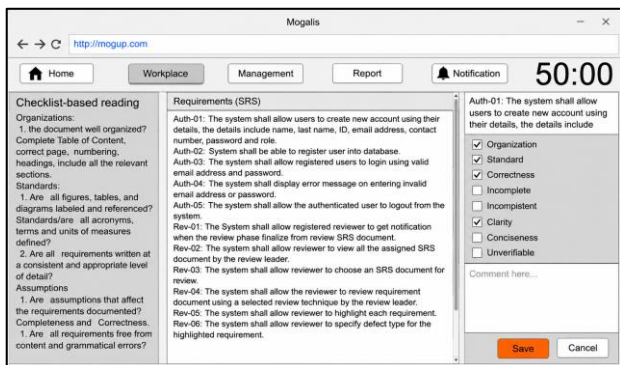 Mogalis
http://mogup.com
Home
Workplace
Management
Report
Notification
50:00
Checklist-based reading
Organizations:
1. the document well organized?
Complete Table of Content,
correct page, numbering,
headings, include all the relevant
sections.
Standards:
1. Are all figures, tables, and
diagrams labeled and referenced?
Standards/are all acronyms,
terms and units of measures
defined?
2. Are all requirements written at
a consistent and appropriate level
of detail?
Assumptions
1. Are assumptions that affect
the requirements documented?
Completeness and Correctness.
1. Are all requirements free from
content and grammatical errors?
Requirements (SRS)
Auth-01: The system shall allow users to create new account using their
details, the details include name, last name, ID, email address, contact
number, password and role.
Auth-02: System shall be able to register user into database.
Auth-03: The system shall allow registered users to login using valid
email address and password.
Auth-04: The system shall display error message on entering invalid
email address or password.
Auth-05: The system shall allow the authenticated user to logout from the
system.
Rev-01: The system shall allow registered reviewer to get notification
when the review phase finalize from review SRS document.
Rev-02: The system shall allow reviewer to view all the assigned SRS
document by the review leader.
Rev-03: The system shall allow reviewer to choose an SRS document for
review.
Rev-04: The system shall allow the reviewer to review requirement
document using a selected review technique by the review leader.
Rev-05: The system shall allow reviewer to highlight each requirement.
Rev-06: The system shall allow reviewer to specify defect type for the
highlighted requirement.
Auth-01: The system shall allow
users to create new account using
their details, the details include
Organization
Standard
Correctness
Incomplete
Incompistent
Clarity
Conciseness
Unverifiable
Comment here...
Save
Cancel